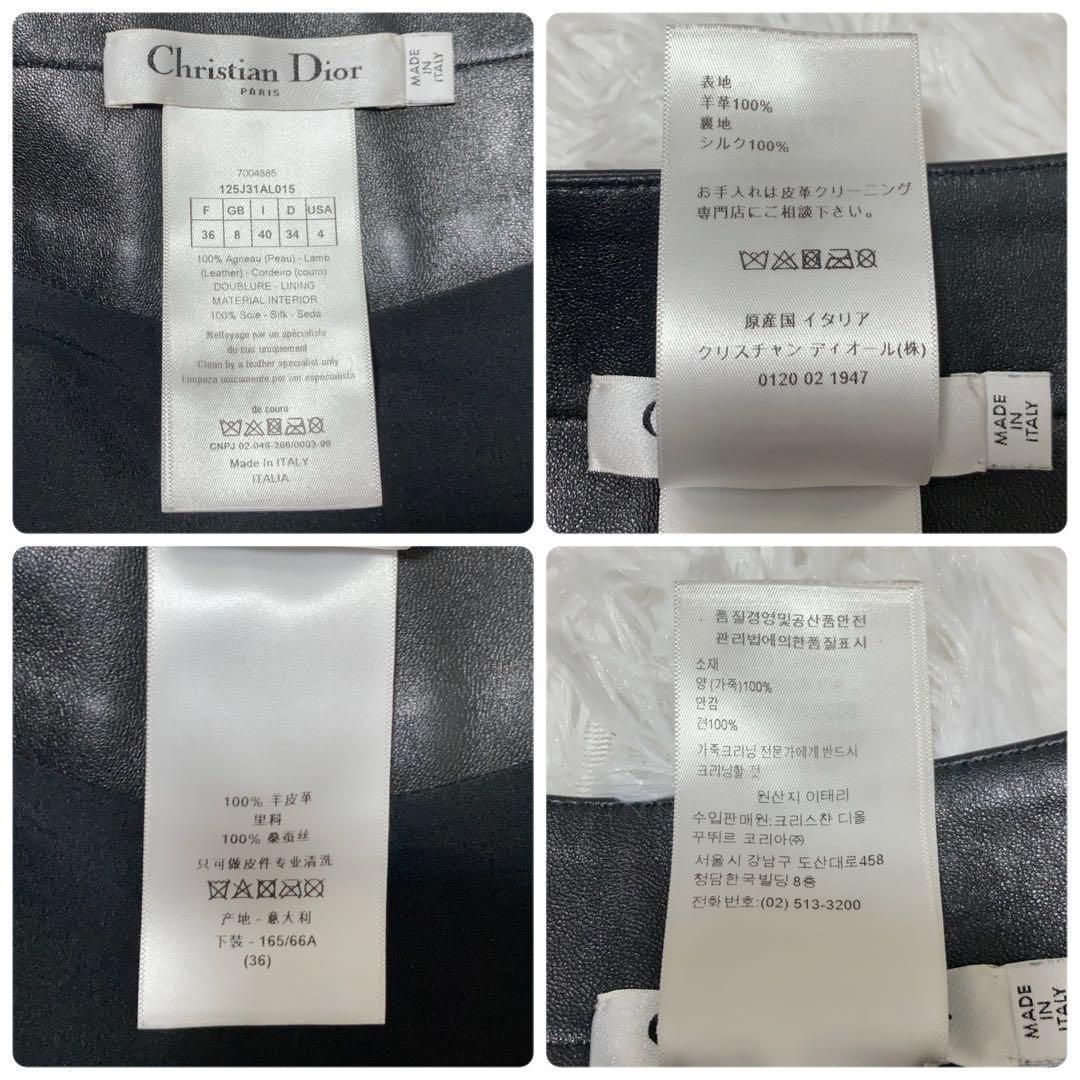 Christian Dior
PARIS
MADE
IN
ITALY
7004885
125J31AL015
F GB I D USA
36 8 40 34 4
100% Agneau (Peau) - Lamb
(Leather) - Cordeiro (couro)
DOUBLURE - LINING
MATERIAL INTERIOR
100% Soie - Silk - Seda
Nettoyage par un spécialiste
du cuir uniquement
Clean by a leather specialist only
Limpeza unicamente por um especialista
de couro
CNPJ 02-046-366/0003-99
Made In ITALY
ITALIA
表地
羊革100%
裏地
シルク100%
お手入れは皮革クリーニング
専門店にご相談下さい。
原産国 イタリア
クリスチャン ディオール(株)
0120 02 1947
C
MADE
IN
ITALY
100% 羊皮革
里料
100% 桑蚕丝
只可做皮件专业清洗
产地 - 意大利
下装 - 165/66A
(36)
품질경영및공산품안전
관리법에의한품질표시
소재
양 (가죽)100%
안감
견100%
가죽크리닝 전문가에게 반드시
크리닝할 것
원산지 이태리
수입판매원:크리스챤 디올
꾸뛰르 코리아㈜
서울시 강남구 도산대로458
청담한국빌딩 8층
전화번호:(02) 513-3200
MADE
IN
ITALY